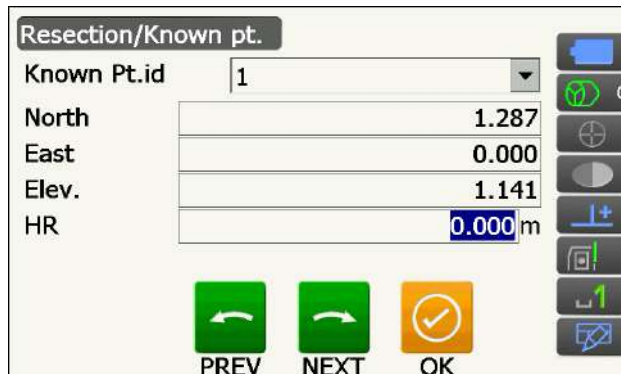 Resection/Known pt.
Known Pt.id 1
North 1.287
East 0.000
Elev. 1.141
HR 0.000 m
PREV NEXT OK